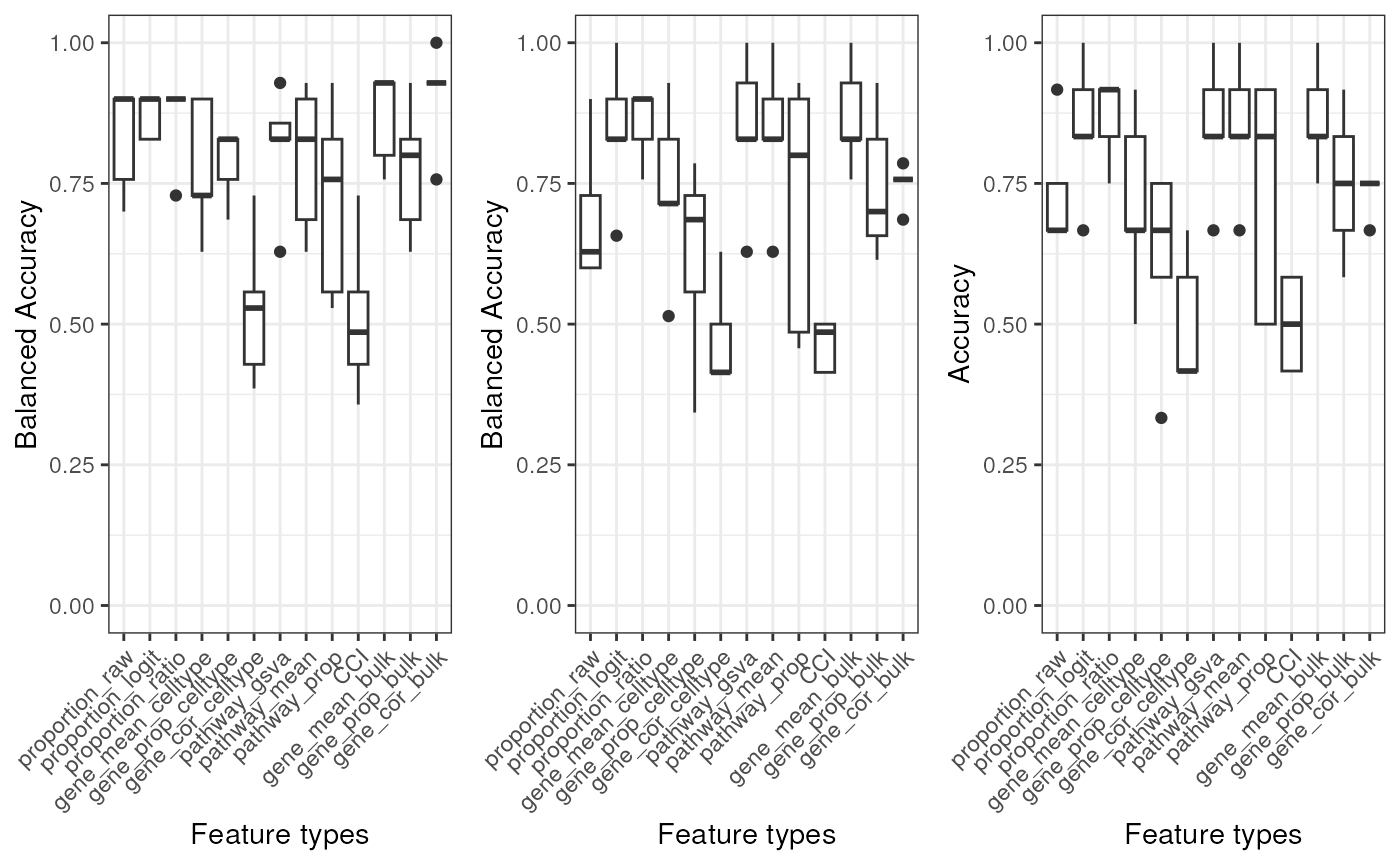 Balanced Accuracy
1.00
0.75
0.50
0.25
0.00
proportion_raw
proportion_logit
proportion_ratio
gene_mean_celltype
gene_prop_celltype
gene_cor_celltype
pathway_gsva
pathway_mean
pathway_prop
CCI
gene_mean_bulk
gene_prop_bulk
gene_cor_bulk
Feature types
Balanced Accuracy
1.00
0.75
0.50
0.25
0.00
proportion_raw
proportion_logit
proportion_ratio
gene_mean_celltype
gene_prop_celltype
gene_cor_celltype
pathway_gsva
pathway_mean
pathway_prop
CCI
gene_mean_bulk
gene_prop_bulk
gene_cor_bulk
Feature types
Accuracy
1.00
0.75
0.50
0.25
0.00
proportion_raw
proportion_logit
proportion_ratio
gene_mean_celltype
gene_prop_celltype
gene_cor_celltype
pathway_gsva
pathway_mean
pathway_prop
CCI
gene_mean_bulk
gene_prop_bulk
gene_cor_bulk
Feature types